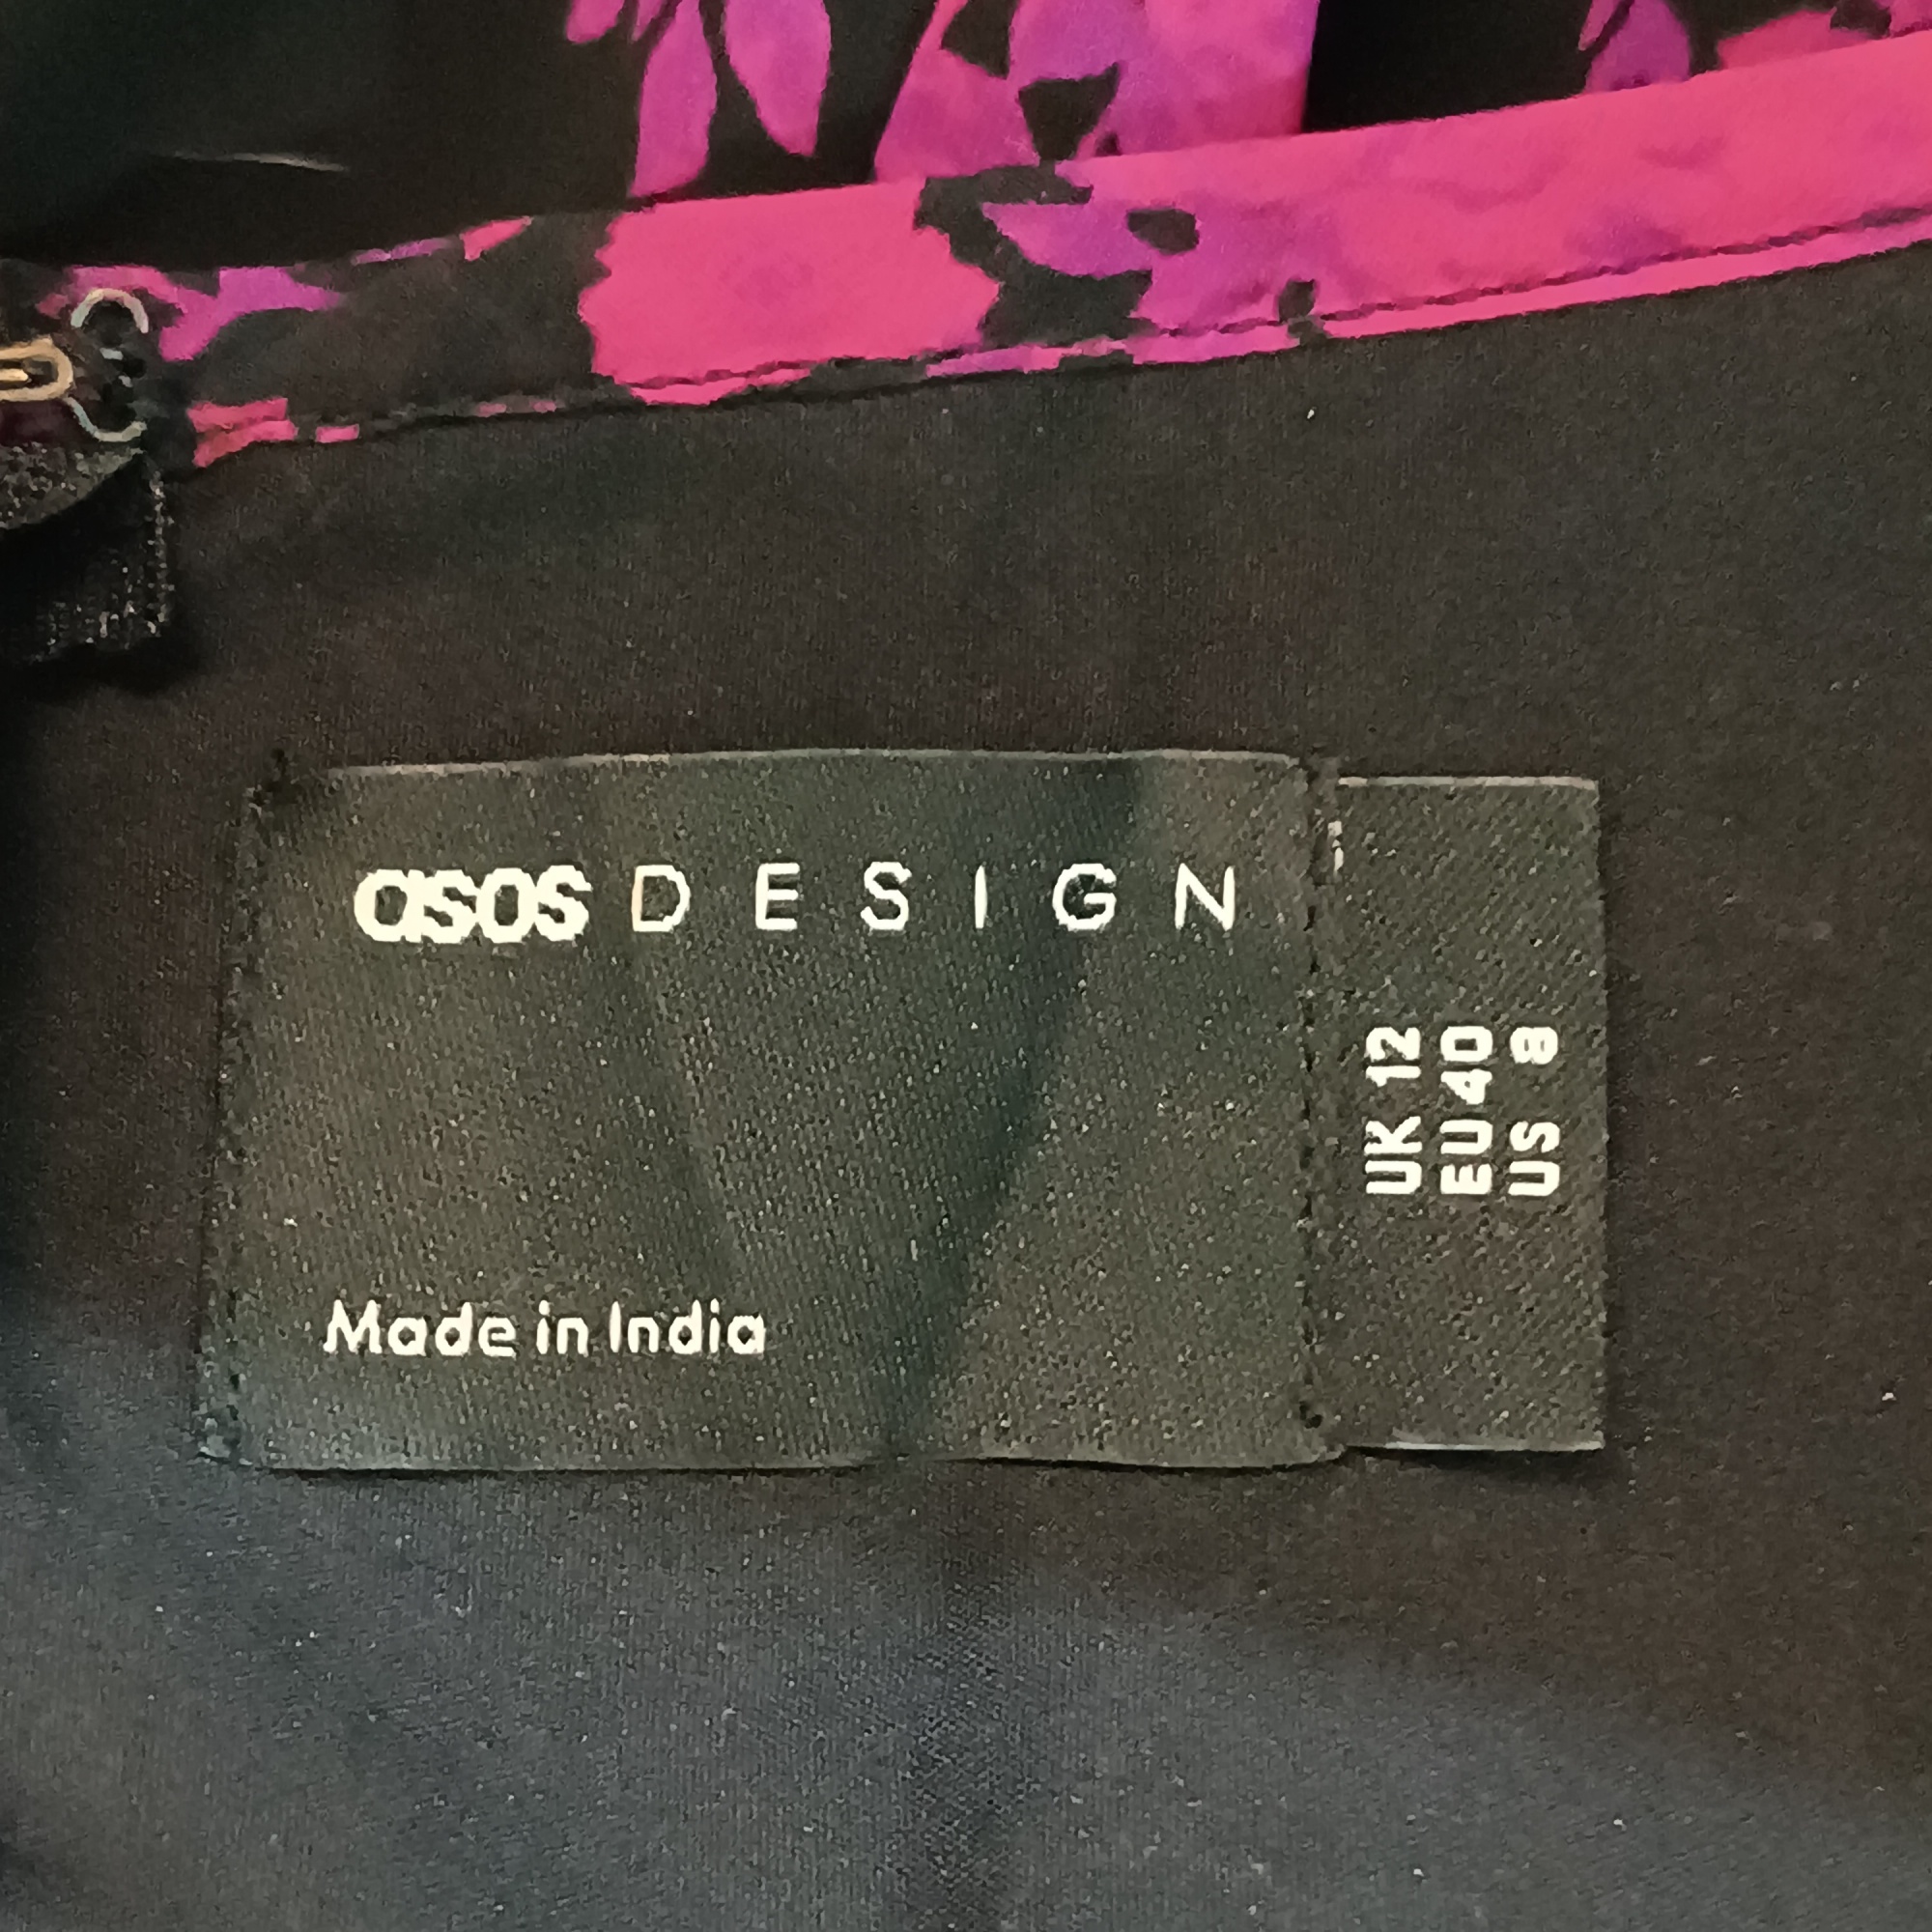 asos DESIGN
Made in India
UK 12
EU 40
US 8